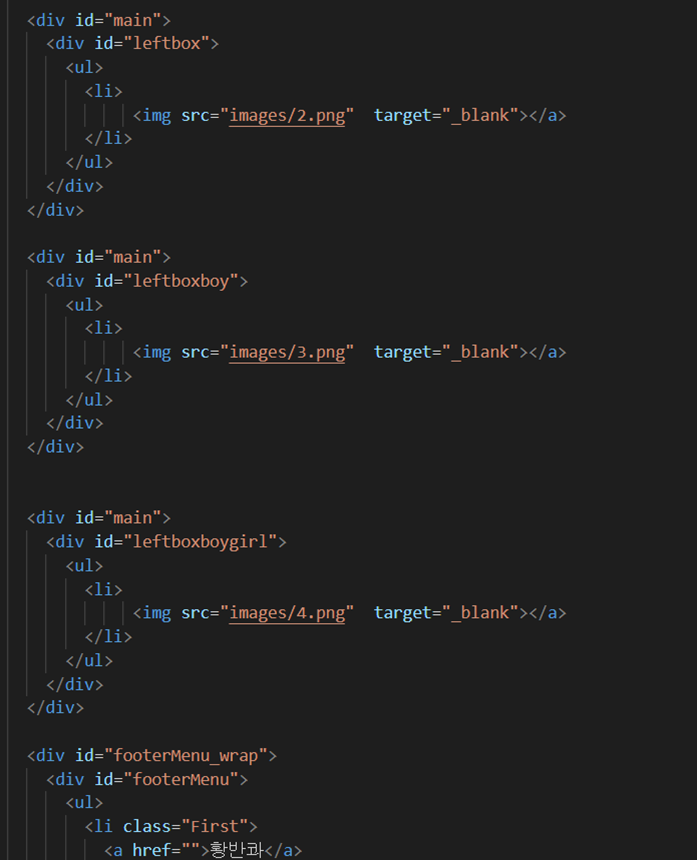 <div id="main">
<div id="leftbox">
<ul>
<li>
<img src="images/2.png"  target="_blank"></a>
</li>
</ul>
</div>
</div>
<div id="main">
<div id="leftboxboy">
<ul>
<li>
<img src="images/3.png"  target="_blank"></a>
</li>
</ul>
</div>
</div>
<div id="main">
<div id="leftboxboygirl">
<ul>
<li>
<img src="images/4.png"  target="_blank"></a>
</li>
</ul>
</div>
</div>
<div id="footerMenu_wrap">
<div id="footerMenu">
<ul>
<li class="First">
<a href="">황반과</a>